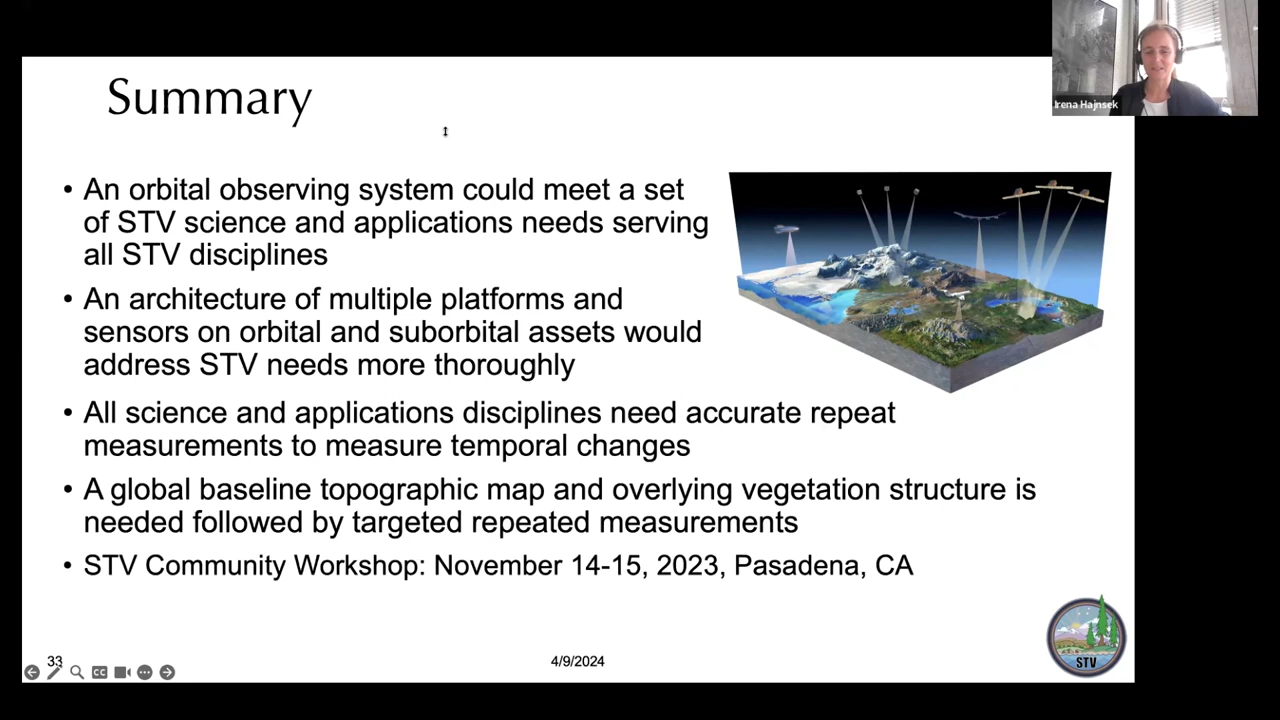 Summary
Irena Hajnsek
• An orbital observing system could meet a set
of STV science and applications needs serving
all STV disciplines
• An architecture of multiple platforms and
sensors on orbital and suborbital assets would
address STV needs more thoroughly
• All science and applications disciplines need accurate repeat
measurements to measure temporal changes
• A global baseline topographic map and overlying vegetation structure is
needed followed by targeted repeated measurements
• STV Community Workshop: November 14-15, 2023, Pasadena, CA
33
4/9/2024
STV
CC